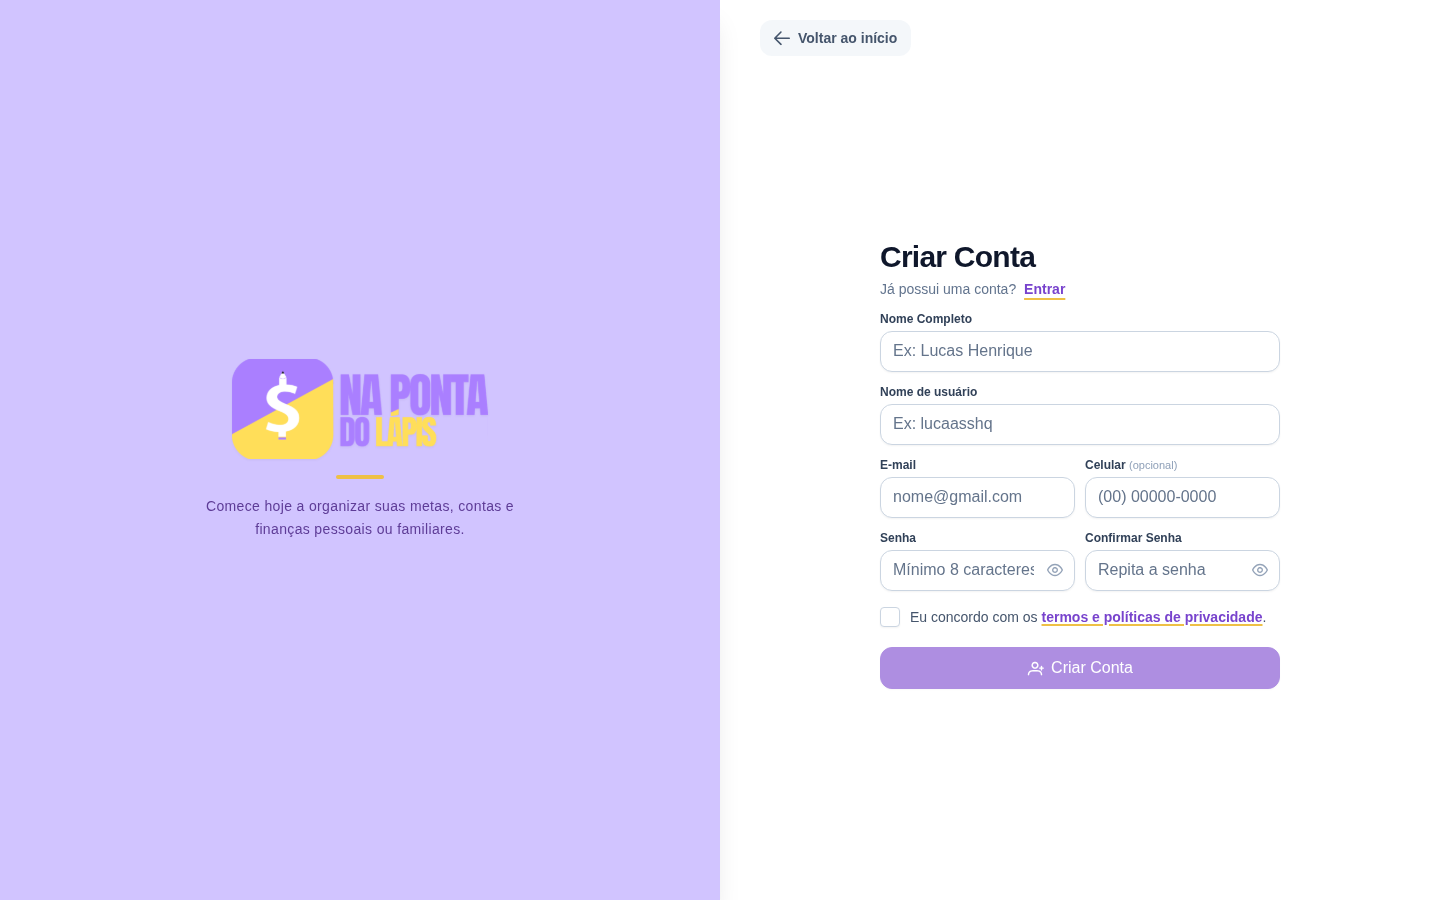 NA PONTA
DO LÁPIS
Comece hoje a organizar suas metas, contas e
finanças pessoais ou familiares.
Voltar ao início
Criar Conta
Já possui uma conta? Entrar
Nome Completo
Ex: Lucas Henrique
Nome de usuário
Ex: lucaasshq
E-mail
Celular (opcional)
nome@gmail.com
(00) 00000-0000
Senha
Confirmar Senha
Mínimo 8 caracteres
Repita a senha
Eu concordo com os termos e políticas de privacidade.
Criar Conta